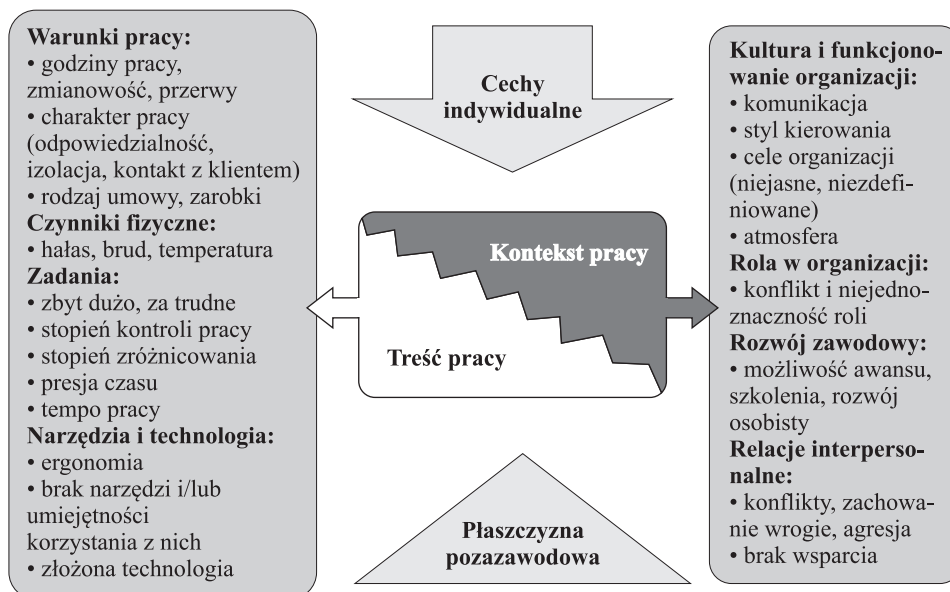 Warunki pracy:
• godziny pracy,
zmianowość, przerwy
• charakter pracy
(odpowiedzialność,
izolacja, kontakt z klientem)
• rodzaj umowy, zarobki
Czynniki fizyczne:
• hałas, brud, temperatura
Zadania:
• zbyt dużo, za trudne
• stopień kontroli pracy
• stopień zróżnicowania
• presja czasu
• tempo pracy
Narzędzia i technologia:
• ergonomia
• brak narzędzi i/lub
umiejętności
korzystania z nich
• złożona technologia
Cechy
indywidualne
Kontekst pracy
Treść pracy
Płaszczyzna
pozazawodowa
Kultura i funkcjono-
wanie organizacji:
• komunikacja
• styl kierowania
• cele organizacji
(niejasne, niezdefi-
niowane)
• atmosfera
Rola w organizacji:
• konflikt i niejedno-
znaczność roli
Rozwój zawodowy:
• możliwość awansu,
szkolenia, rozwój
osobisty
Relacje interperso-
nalne:
• konflikty, zachowa-
nie wrogie, agresja
• brak wsparcia